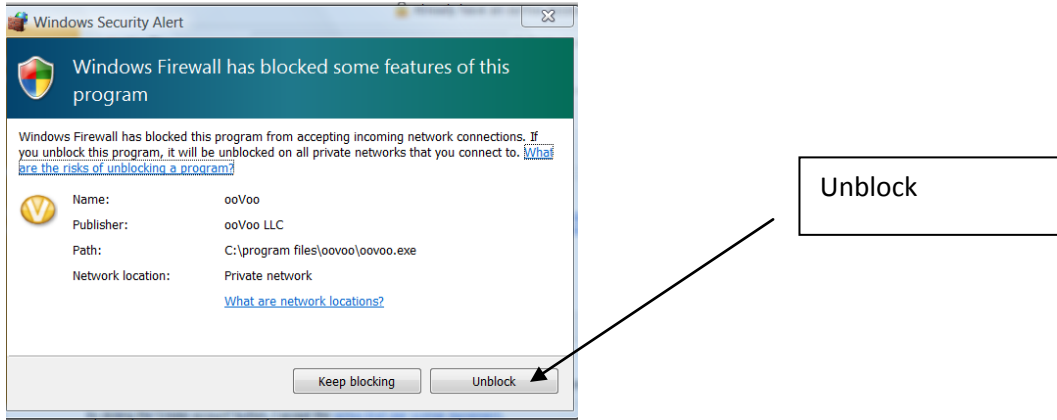 Windows Security Alert
Windows Firewall has blocked some features of this
program
Windows Firewall has blocked this program from accepting incoming network connections. If
you unblock this program, it will be unblocked on all private networks that you connect to. What
are the risks of unblocking a program?
Name: ooVoo
Publisher: ooVoo LLC
Path: C:\program files\oovoo\oovoo.exe
Network location: Private network
What are network locations?
Keep blocking Unblock
Unblock